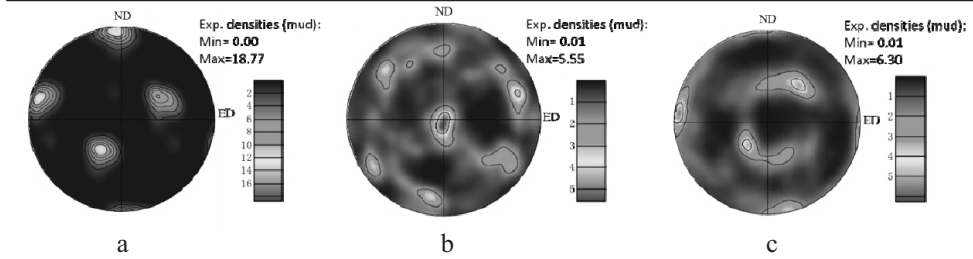 ND
Exp. densities (mud):
Min= 0.00
Max=18.77
2
4
6
8
10
12
14
16
ED
a
ND
Exp. densities (mud):
Min= 0.01
Max=5.55
1
2
3
4
5
ED
b
ND
Exp. densities (mud):
Min= 0.01
Max=6.30
1
2
3
4
5
ED
c